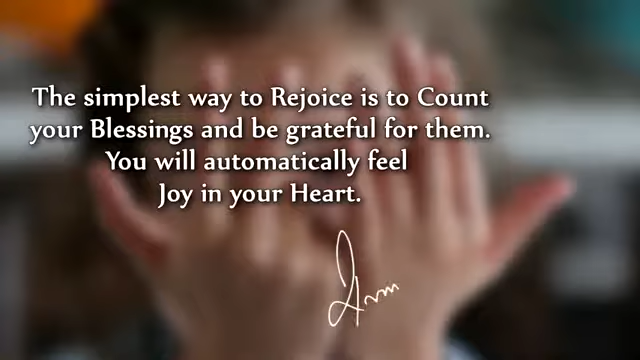 The simplest way to Rejoice is to Count
your Blessings and be grateful for them.
You will automatically feel
Joy in your Heart.